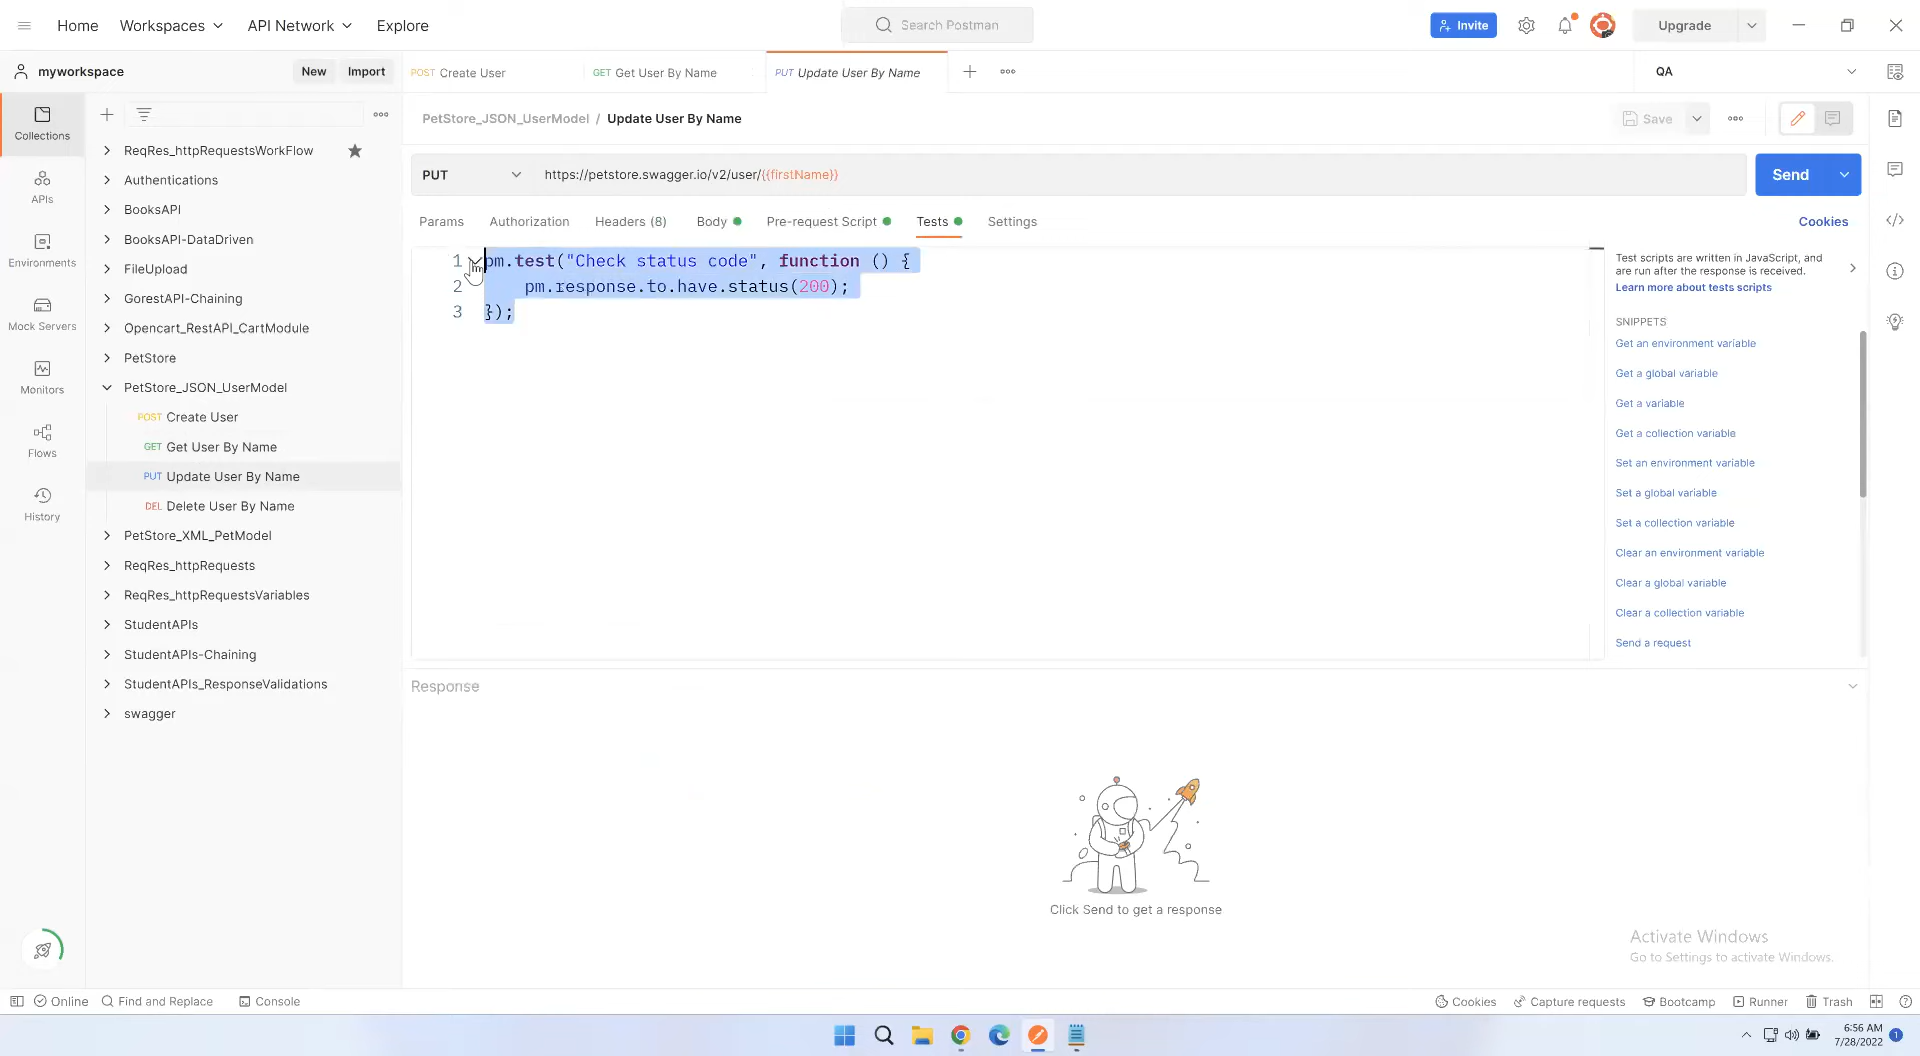 Home
Workspaces
API Network
Explore
Search Postman
Invite
Upgrade
myworkspace
New
Import
POST Create User
GET Get User By Name
PUT Update User By Name
QA
Collections
APIs
Environments
Mock Servers
Monitors
Flows
History
ReqRes_httpRequestsWorkFlow
Authentications
BooksAPI
BooksAPI-DataDriven
FileUpload
GorestAPI-Chaining
Opencart_RestAPI_CartModule
PetStore
PetStore_JSON_UserModel
POST Create User
GET Get User By Name
PUT Update User By Name
DEL Delete User By Name
PetStore_XML_PetModel
ReqRes_httpRequests
ReqRes_httpRequestsVariables
StudentAPIs
StudentAPIs-Chaining
StudentAPIs_ResponseValidations
swagger
PetStore_JSON_UserModel / Update User By Name
Save
PUT
https://petstore.swagger.io/v2/user/{{firstName}}
Send
Params
Authorization
Headers (8)
Body
Pre-request Script
Tests
Settings
Cookies
1 pm.test("Check status code", function () {
2 pm.response.to.have.status(200);
3 });
Test scripts are written in JavaScript, and
are run after the response is received.
Learn more about tests scripts
SNIPPETS
Get an environment variable
Get a global variable
Get a variable
Get a collection variable
Set an environment variable
Set a global variable
Set a collection variable
Clear an environment variable
Clear a global variable
Clear a collection variable
Send a request
Response
Click Send to get a response
Activate Windows
Go to Settings to activate Windows.
Online
Find and Replace
Console
Cookies
Capture requests
Bootcamp
Runner
Trash
6:56 AM
7/28/2022
1